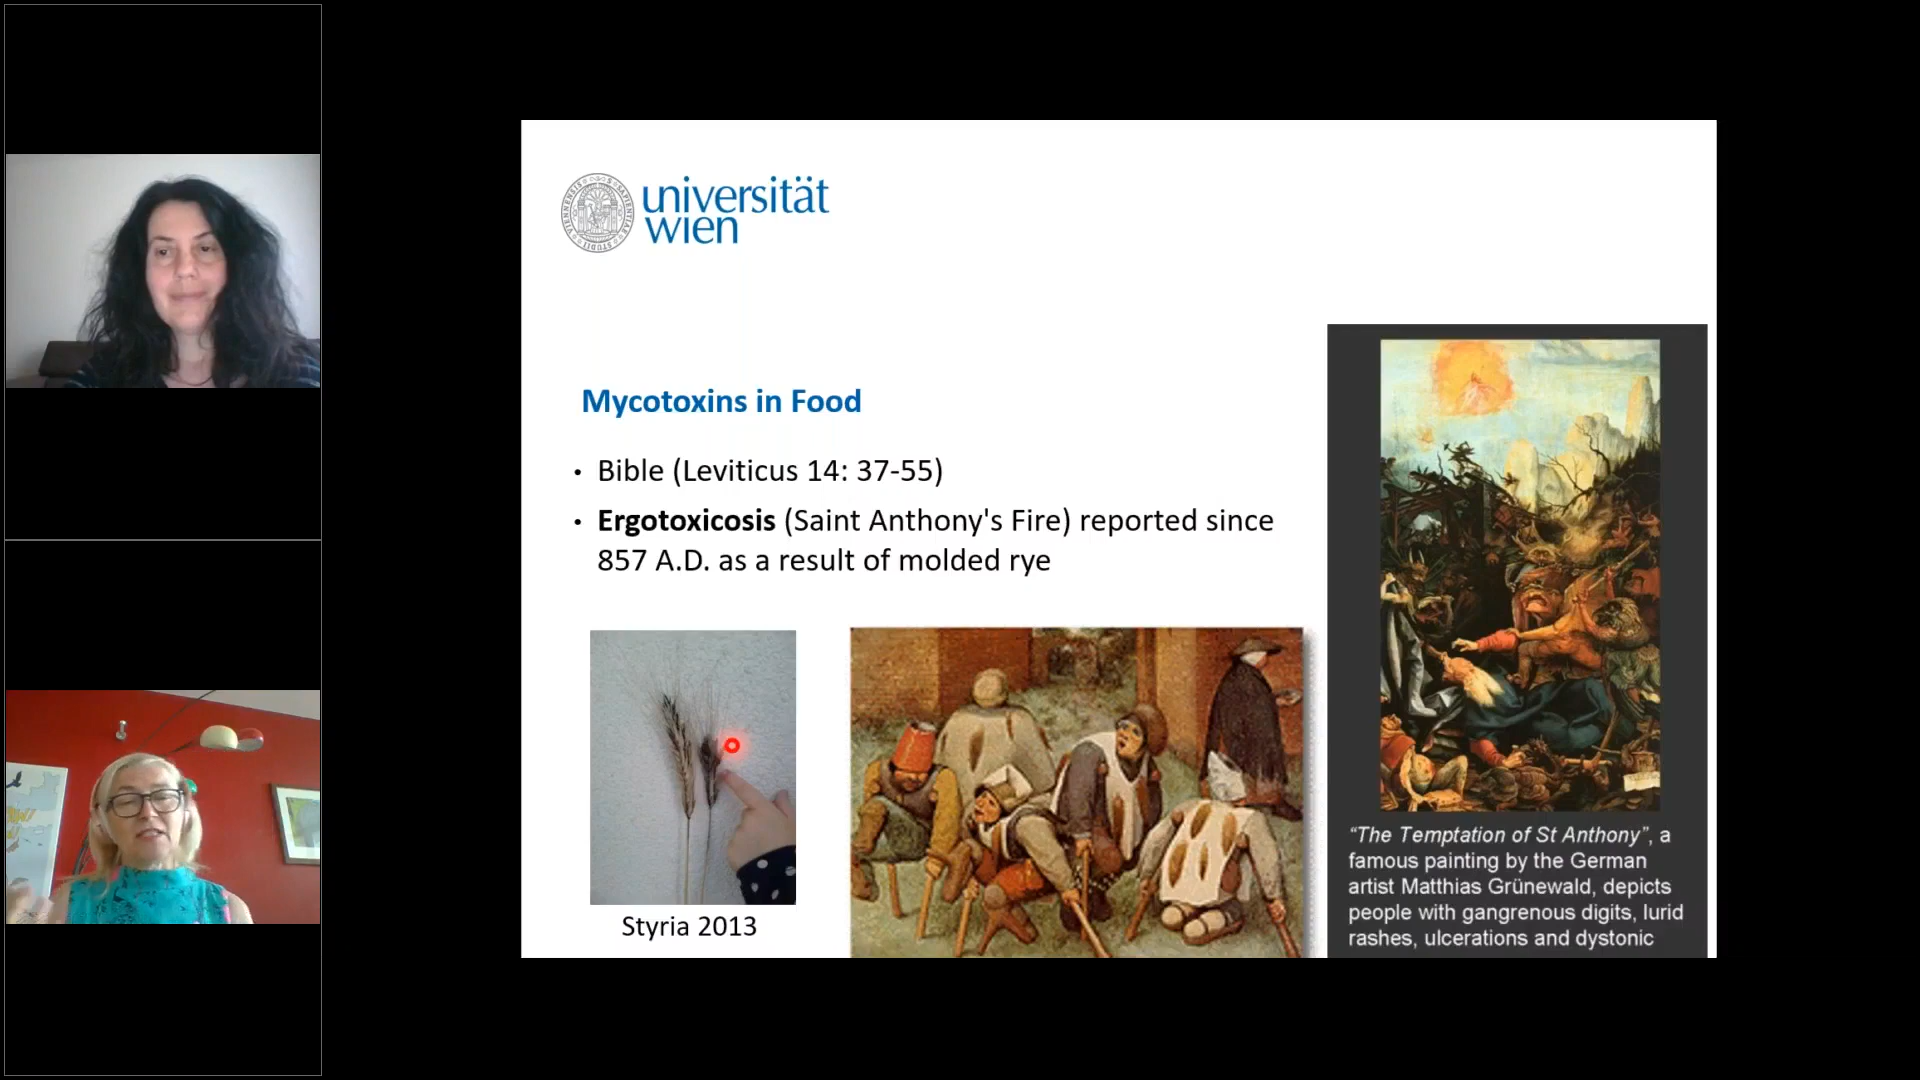 universität
wien
Mycotoxins in Food
• Bible (Leviticus 14: 37-55)
• Ergotoxicosis (Saint Anthony's Fire) reported since
857 A.D. as a result of molded rye
Styria 2013
“The Temptation of St Anthony”, a
famous painting by the German
artist Matthias Grünewald, depicts
people with gangrenous digits, lurid
rashes, ulcerations and dystonic